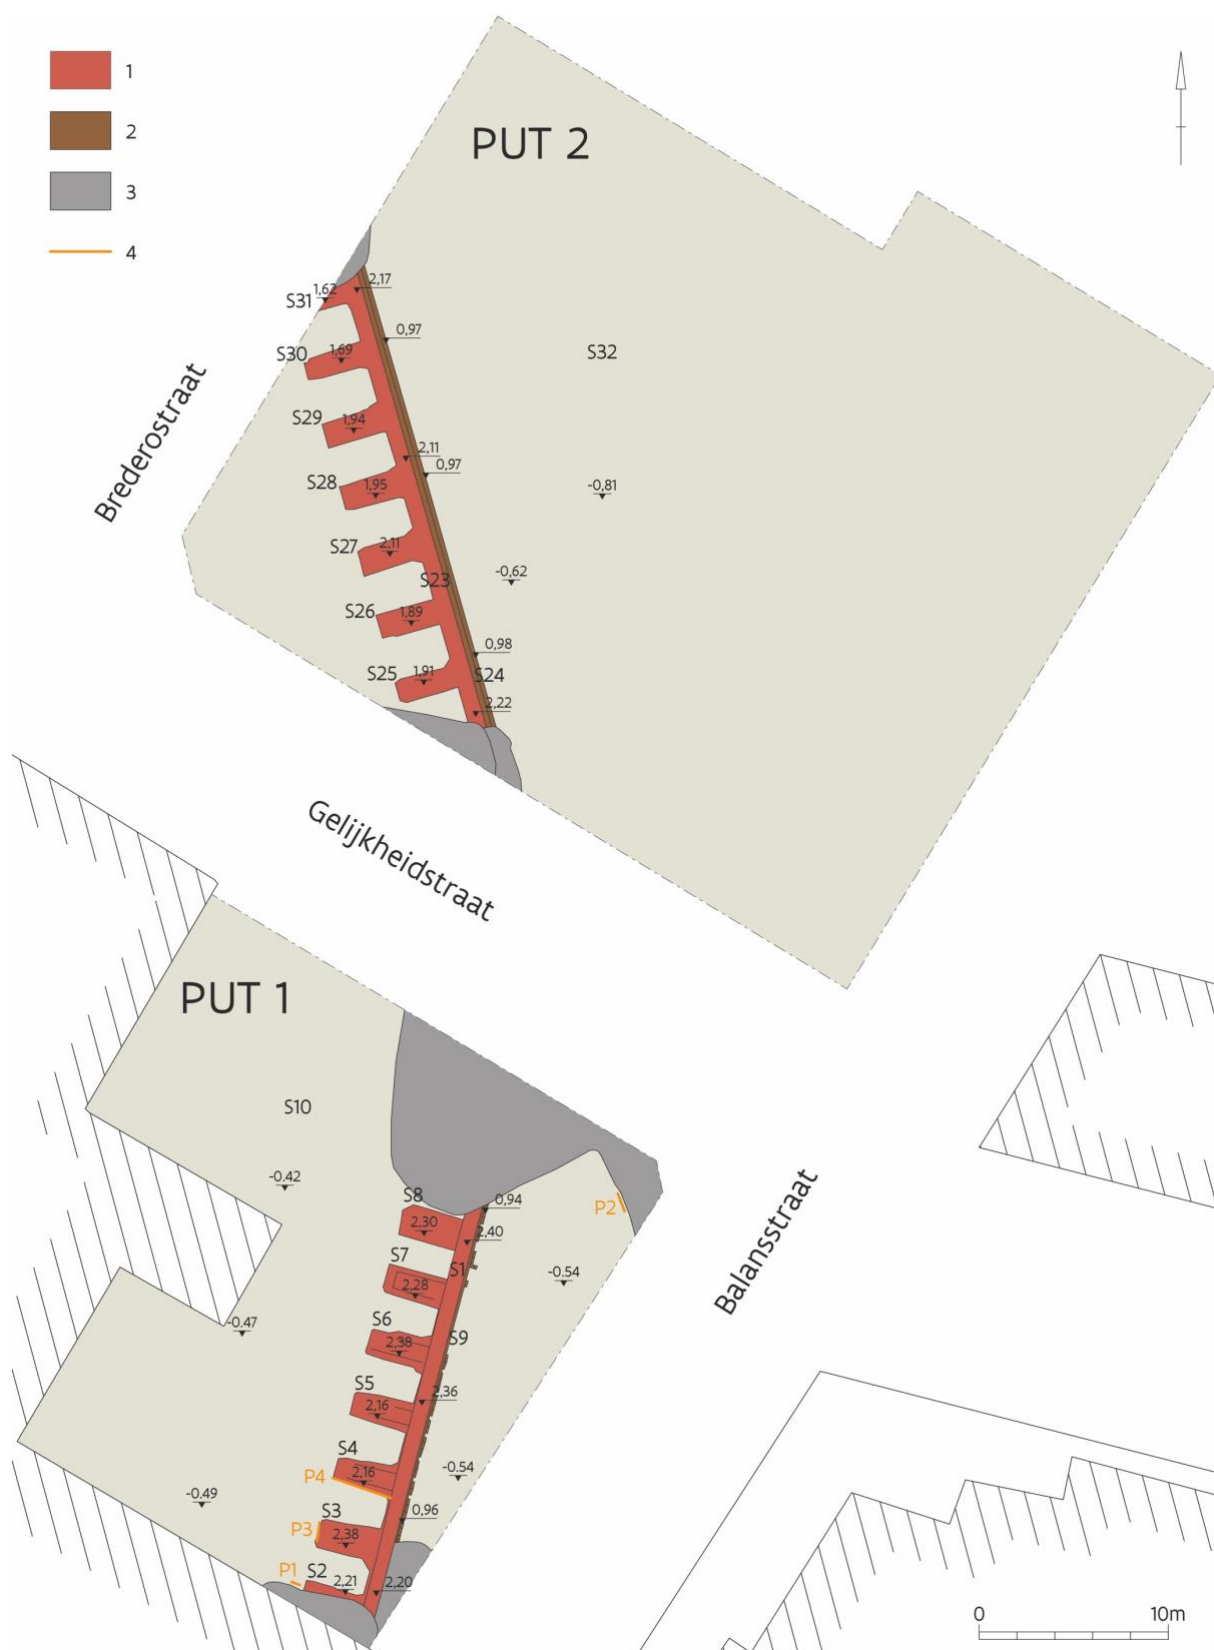 1
2
3
4
PUT 2
S31
1,62
2,17
0,97
S30
1,69
S32
S29
1,94
2,11
0,97
S28
1,95
-0,81
S27
2,11
S23
-0,62
S26
1,89
0,98
S25
1,91
S24
2,22
Brederostraat
Gelijkheidstraat
PUT 1
S10
-0.42
S8
2,30
0,94
2,40
P2
S7
2,28
S1
-0.54
-0.47
S6
2,38
S9
S5
2,16
2,36
S4
P4
2,16
-0.54
-0.49
S3
P3
2,38
0,96
P1
S2
2,21
2,20
Balansstraat
0
10m